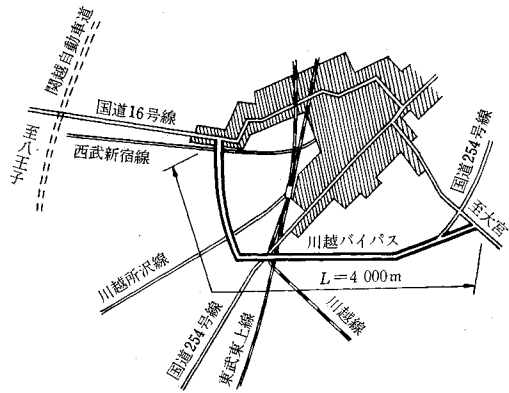 関越自動車道
国道16号線
至八王子
西武新宿線
国道254号線
至大宮
川越バイパス
L=4 000m
川越所沢線
国道254号線
東武東上線
川越線